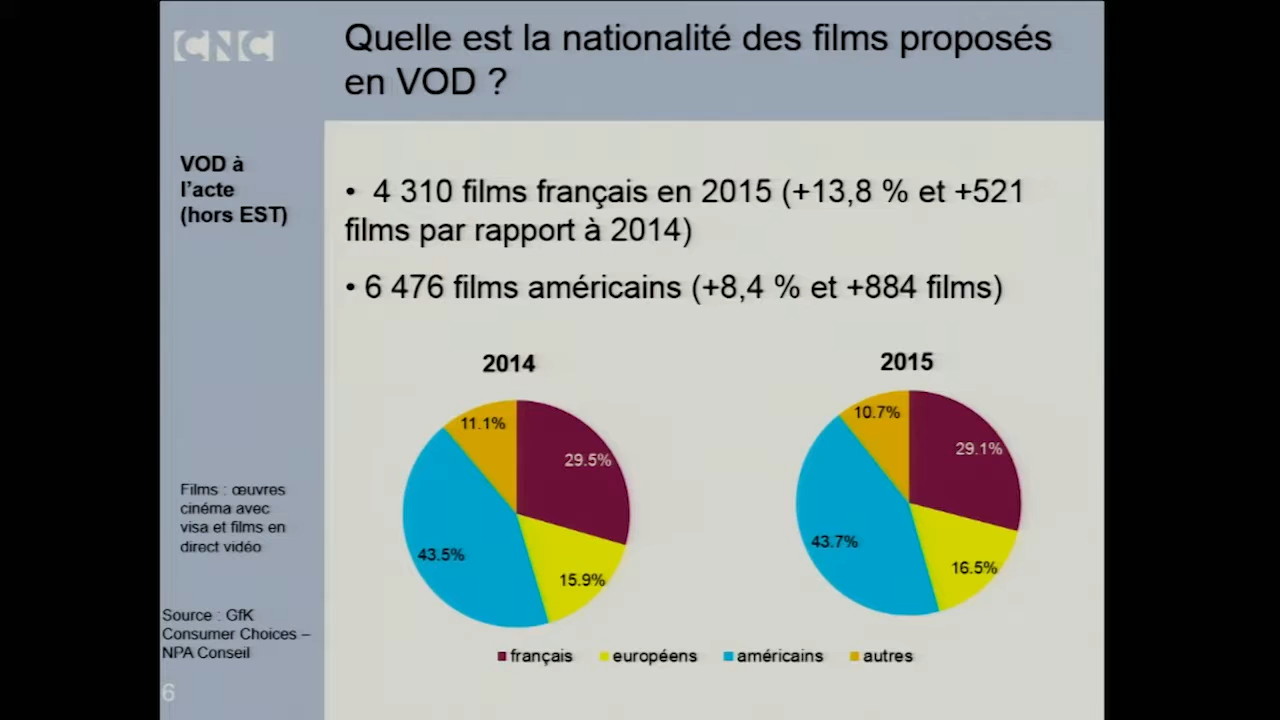 CNC
Quelle est la nationalité des films proposés
en VOD ?
VOD à
l’acte
(hors EST)
• 4 310 films français en 2015 (+13,8 % et +521
films par rapport à 2014)
• 6 476 films américains (+8,4 % et +884 films)
2014
11.1%
29.5%
43.5%
15.9%
2015
10.7%
29.1%
43.7%
16.5%
français
européens
américains
autres
Films : œuvres
cinéma avec
visa et films en
direct vidéo
Source : GfK
Consumer Choices –
NPA Conseil
6